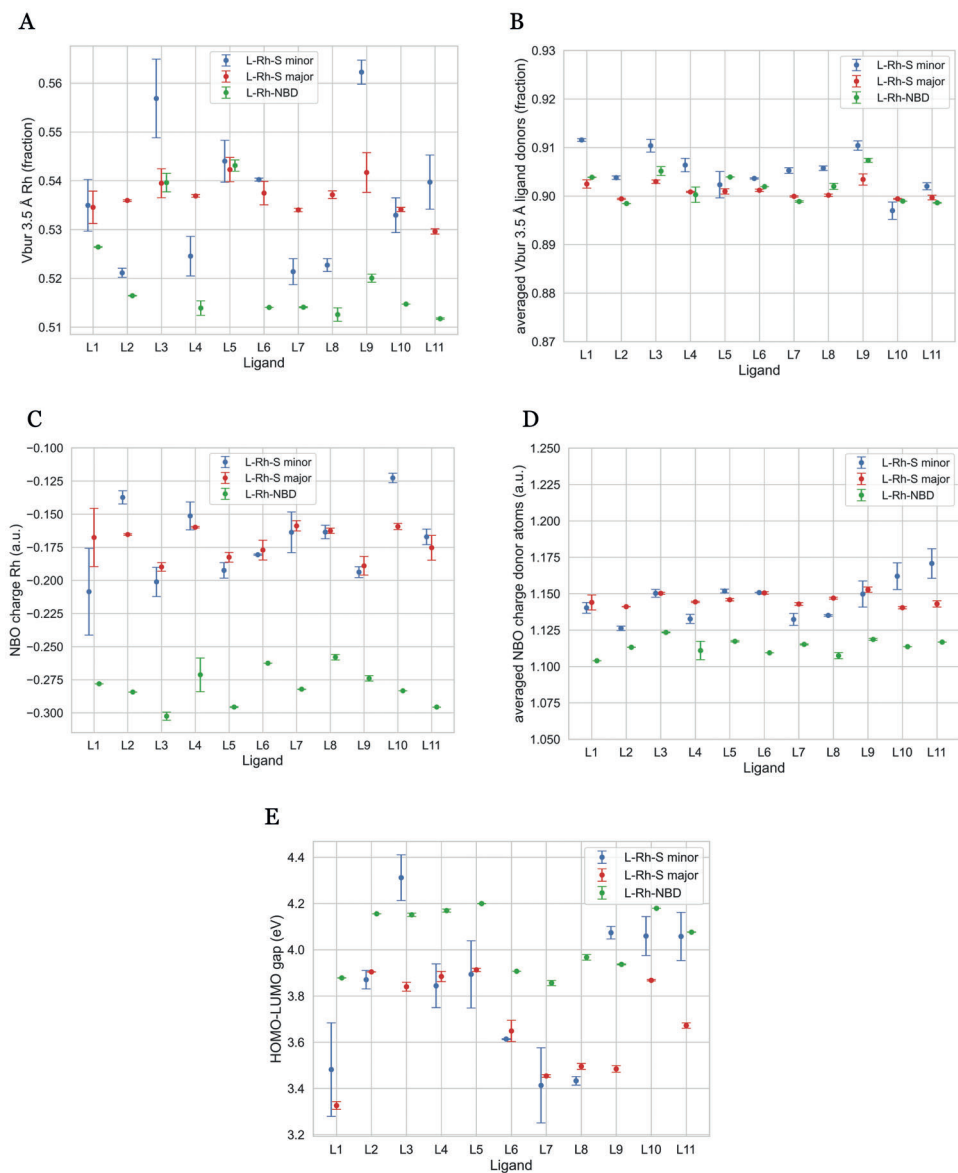 A
B
Vbur 3.5 Å Rh (fraction)
0.56
0.55
0.54
0.53
0.52
0.51
L-Rh-S minor
L-Rh-S major
L-Rh-NBD
L1 L2 L3 L4 L5 L6 L7 L8 L9 L10 L11
Ligand
averaged Vbur 3.5 Å ligand donors (fraction)
0.93
0.92
0.91
0.90
0.89
0.88
0.87
L-Rh-S minor
L-Rh-S major
L-Rh-NBD
L1 L2 L3 L4 L5 L6 L7 L8 L9 L10 L11
Ligand
C
D
NBO charge Rh (a.u.)
−0.100
−0.125
−0.150
−0.175
−0.200
−0.225
−0.250
−0.275
−0.300
L-Rh-S minor
L-Rh-S major
L-Rh-NBD
L1 L2 L3 L4 L5 L6 L7 L8 L9 L10 L11
Ligand
averaged NBO charge donor atoms (a.u.)
1.250
1.225
1.200
1.175
1.150
1.125
1.100
1.075
1.050
L-Rh-S minor
L-Rh-S major
L-Rh-NBD
L1 L2 L3 L4 L5 L6 L7 L8 L9 L10 L11
Ligand
E
HOMO-LUMO gap (eV)
4.4
4.2
4.0
3.8
3.6
3.4
3.2
L-Rh-S minor
L-Rh-S major
L-Rh-NBD
L1 L2 L3 L4 L5 L6 L7 L8 L9 L10 L11
Ligand